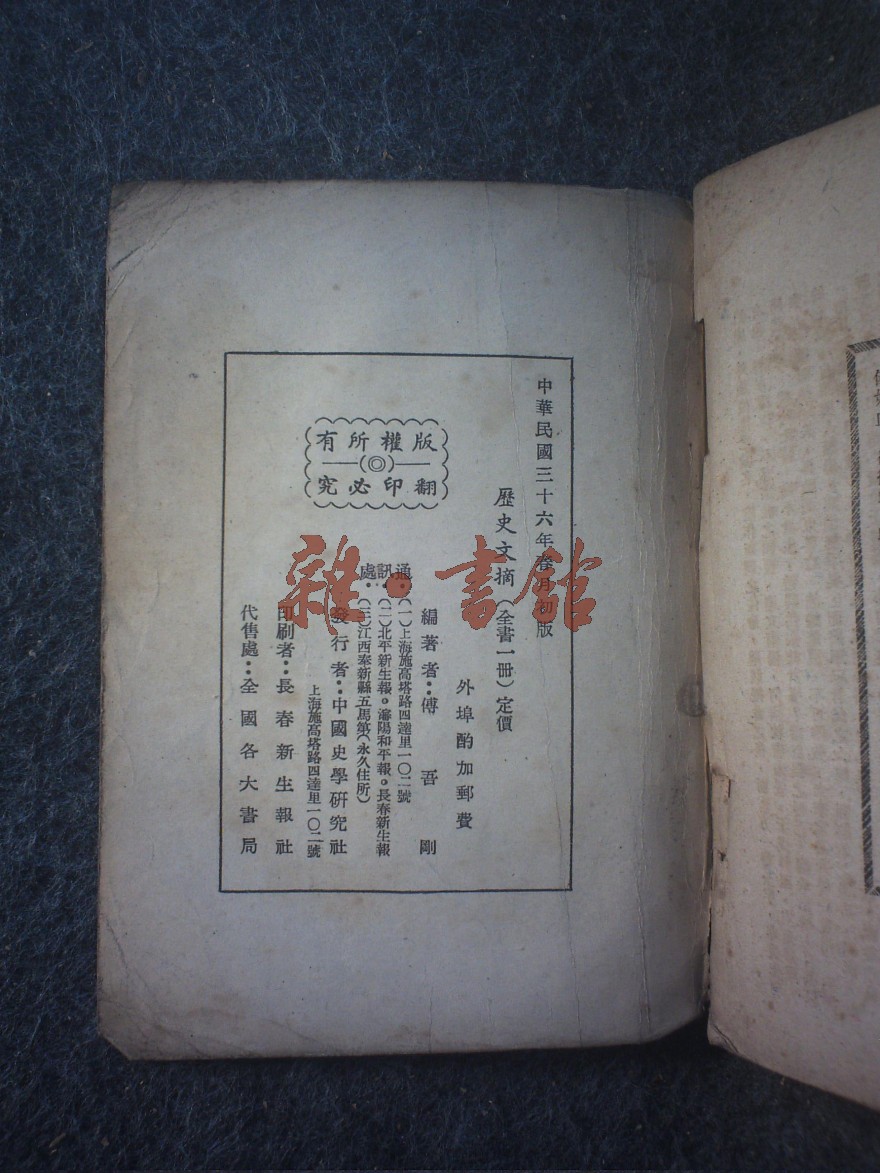 中華民國三十六年春月初版
歷史文摘(全書一冊)定價
外埠酌加郵費
編著者：傅吾剛
通訊處：(一)上海施高塔路四達里一〇二號
(二)北平新生報。瀋陽和平報。長春新生報
(三)江西奉新縣五馬第(永久住所)
發行者：中國史學研究社
上海施高塔路四達里一〇二號
印刷者：長春新生報社
代售處：全國各大書局
版權所有
翻印必究
雜·書館